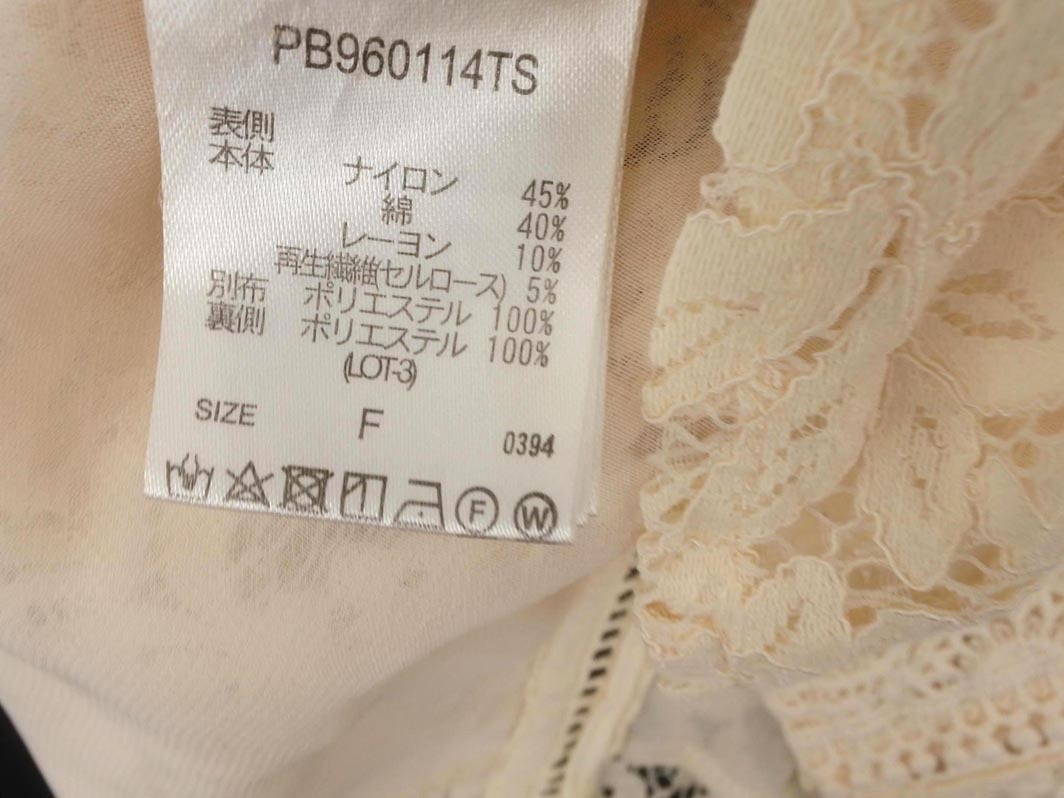 PB960114TS
表側
本体
ナイロン 45%
綿 40%
レーヨン 10%
再生繊維(セルロース) 5%
別布 ポリエステル 100%
裏側 ポリエステル 100%
(LOT-3)
SIZE F 0394
F W